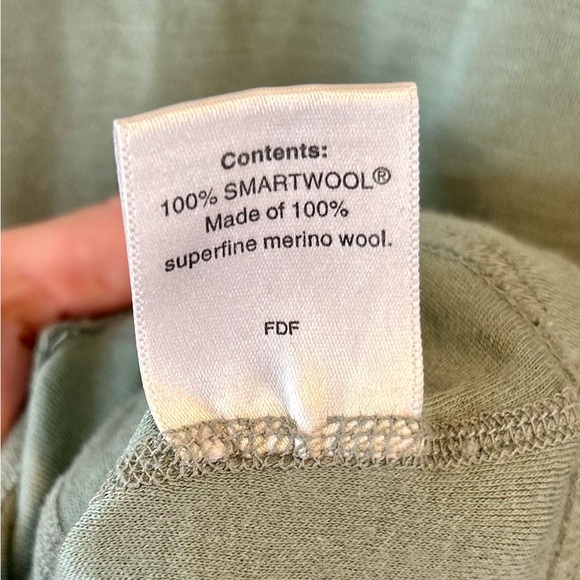 Contents:
100% SMARTWOOL®
Made of 100%
superfine merino wool.
FDF